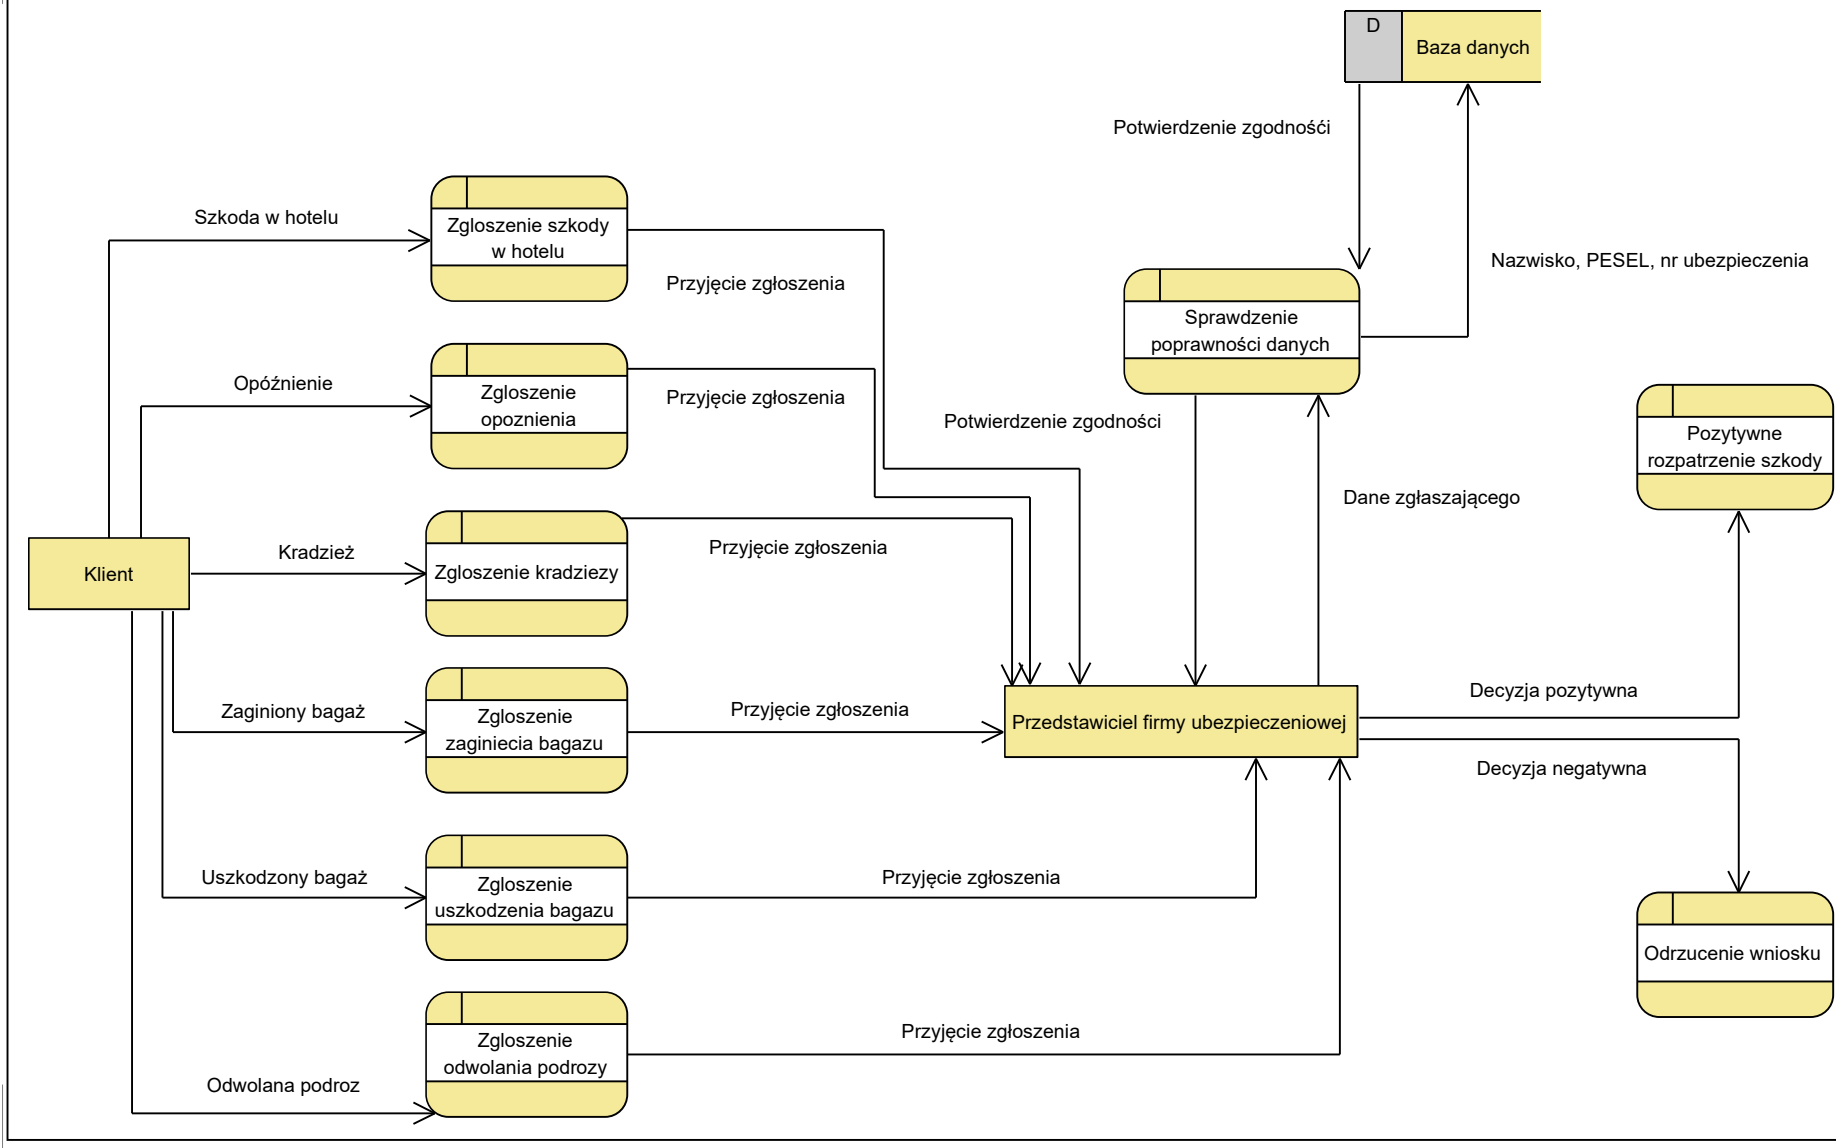 D
Baza danych
Potwierdzenie zgodnośći
Szkoda w hotelu
Zgloszenie szkody
w hotelu
Nazwisko, PESEL, nr ubezpieczenia
Przyjęcie zgłoszenia
Sprawdzenie
poprawności danych
Opóźnienie
Zgloszenie
opoznienia
Przyjęcie zgłoszenia
Potwierdzenie zgodności
Pozytywne
rozpatrzenie szkody
Dane zgłaszającego
Klient
Kradzież
Zgloszenie kradziezy
Przyjęcie zgłoszenia
Zaginiony bagaż
Zgloszenie
zaginiecia bagazu
Przyjęcie zgłoszenia
Przedstawiciel firmy ubezpieczeniowej
Decyzja pozytywna
Decyzja negatywna
Uszkodzony bagaż
Zgloszenie
uszkodzenia bagazu
Przyjęcie zgłoszenia
Odrzucenie wniosku
Zgloszenie
odwolania podrozy
Przyjęcie zgłoszenia
Odwolana podroz